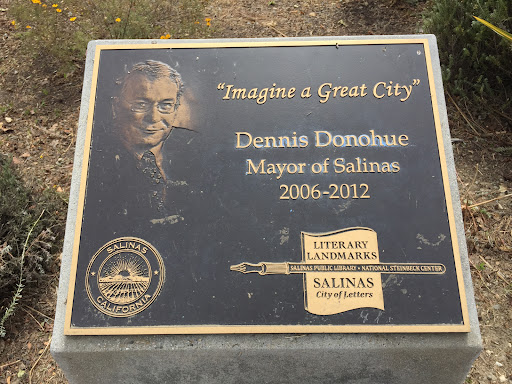 "Imagine a Great City"
Dennis Donohue
Mayor of Salinas
2006-2012
SALINAS
CALIFORNIA
LITERARY
LANDMARKS
SALINAS PUBLIC LIBRARY • NATIONAL STEINBECK CENTER
SALINAS
City of Letters